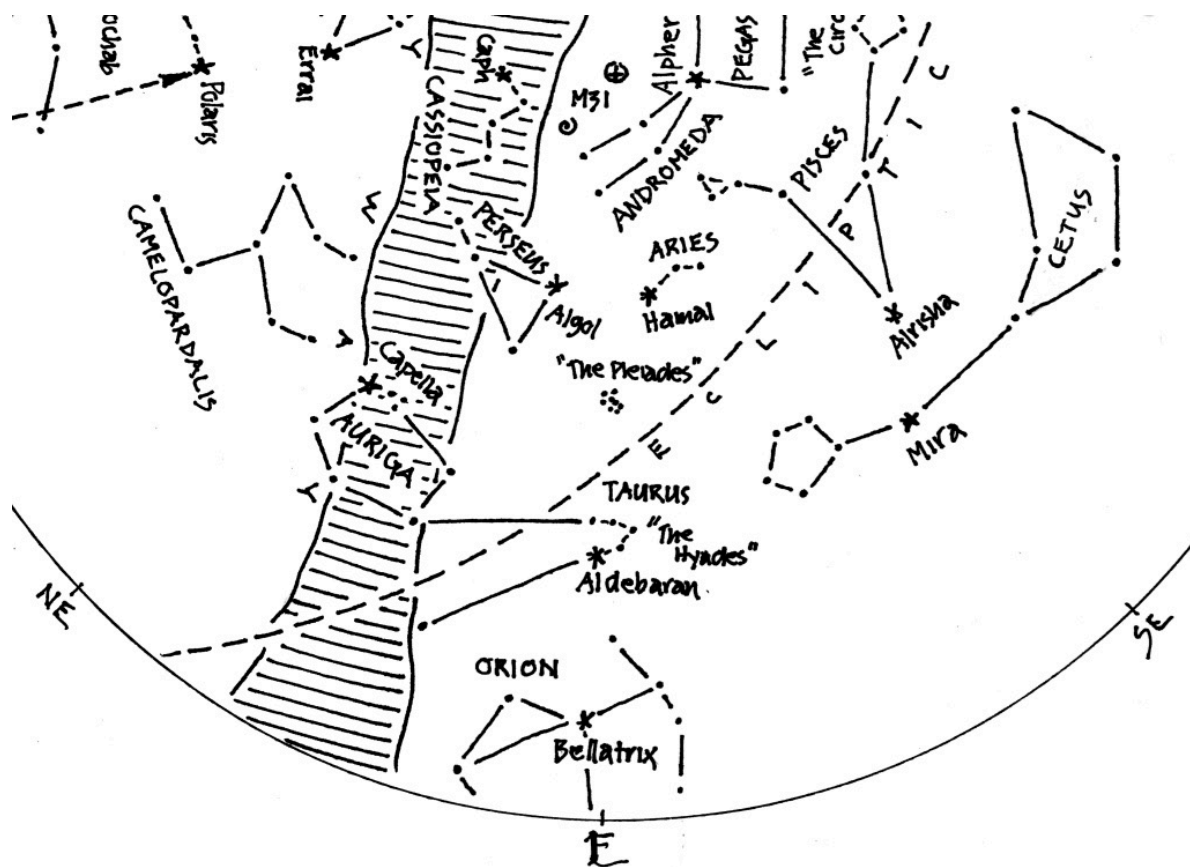 ochab
Polaris
Errai
Caph
CASSIOPEIA
M31
Alpher
PEGAS
"The Circ
ANDROMEDA
PISCES
CETUS
CAMELOPARDALIS
PERSEUS
Algol
ARIES
Hamal
Alrisha
"The Pleiades"
Capella
AURIGA
Mira
Y
W A Y
E C L I P T I C
TAURUS
"The
Hyades"
Aldebaran
NE
SE
ORION
Bellatrix
E